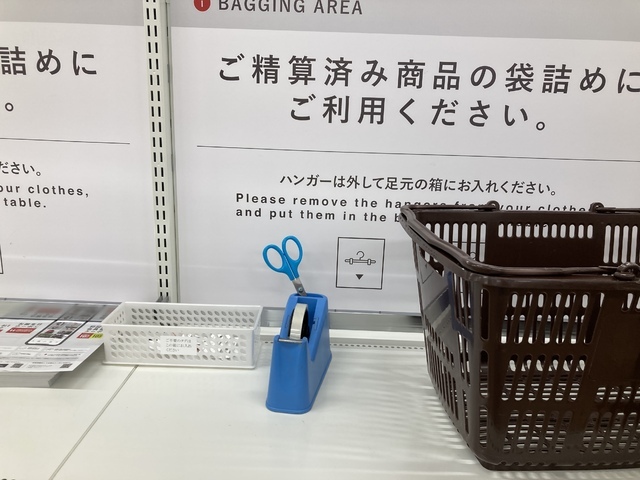 BAGGING AREA
詰めに
。
ださい。
our clothes,
table.
ご精算済み商品の袋詰めに
ご利用ください。
ハンガーは外して足元の箱にお入れください。
Please remove the hangers from your clothes
and put them in the b